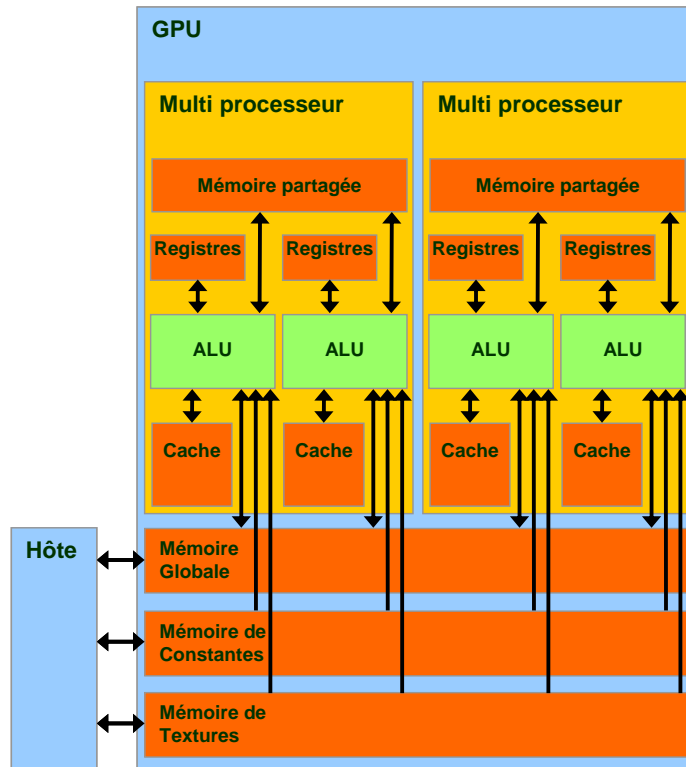 GPU
Multi processeur
Multi processeur
Mémoire partagée
Mémoire partagée
Registres
Registres
Registres
Registres
ALU
ALU
ALU
ALU
Cache
Cache
Cache
Cache
Hôte
Mémoire
Globale
Mémoire de
Constantes
Mémoire de
Textures